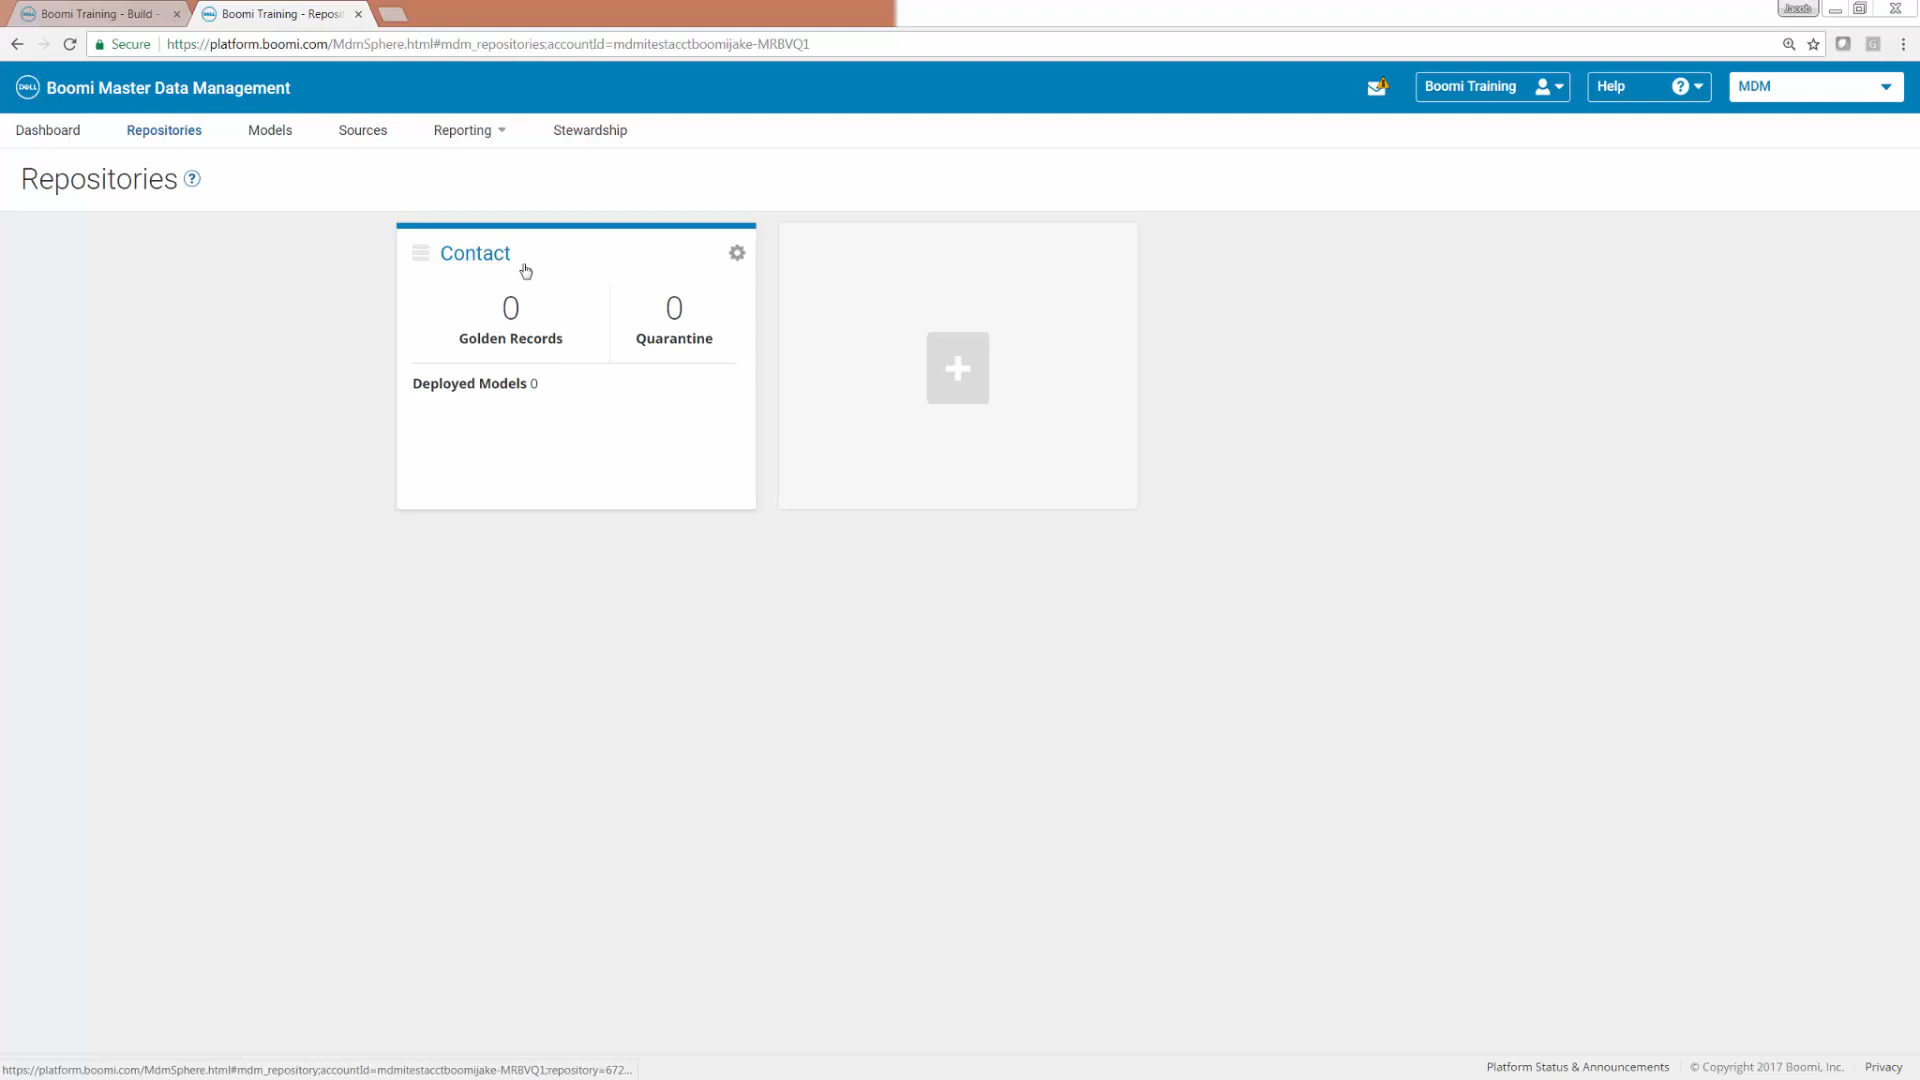 Boomi Training - Build -
Boomi Training - Reposi
Jacob
Secure
https://platform.boomi.com/MdmSphere.html#mdm_repositories;accountId=mdmitestacctboomijake-MRBVQ1
DELL
Boomi Master Data Management
Boomi Training
Help
MDM
Dashboard
Repositories
Models
Sources
Reporting
Stewardship
Repositories
Contact
0
Golden Records
0
Quarantine
Deployed Models 0
https://platform.boomi.com/MdmSphere.html#mdm_repository;accountId=mdmitestacctboomijake-MRBVQ1;repository=672...
Platform Status & Announcements
© Copyright 2017 Boomi, Inc.
Privacy